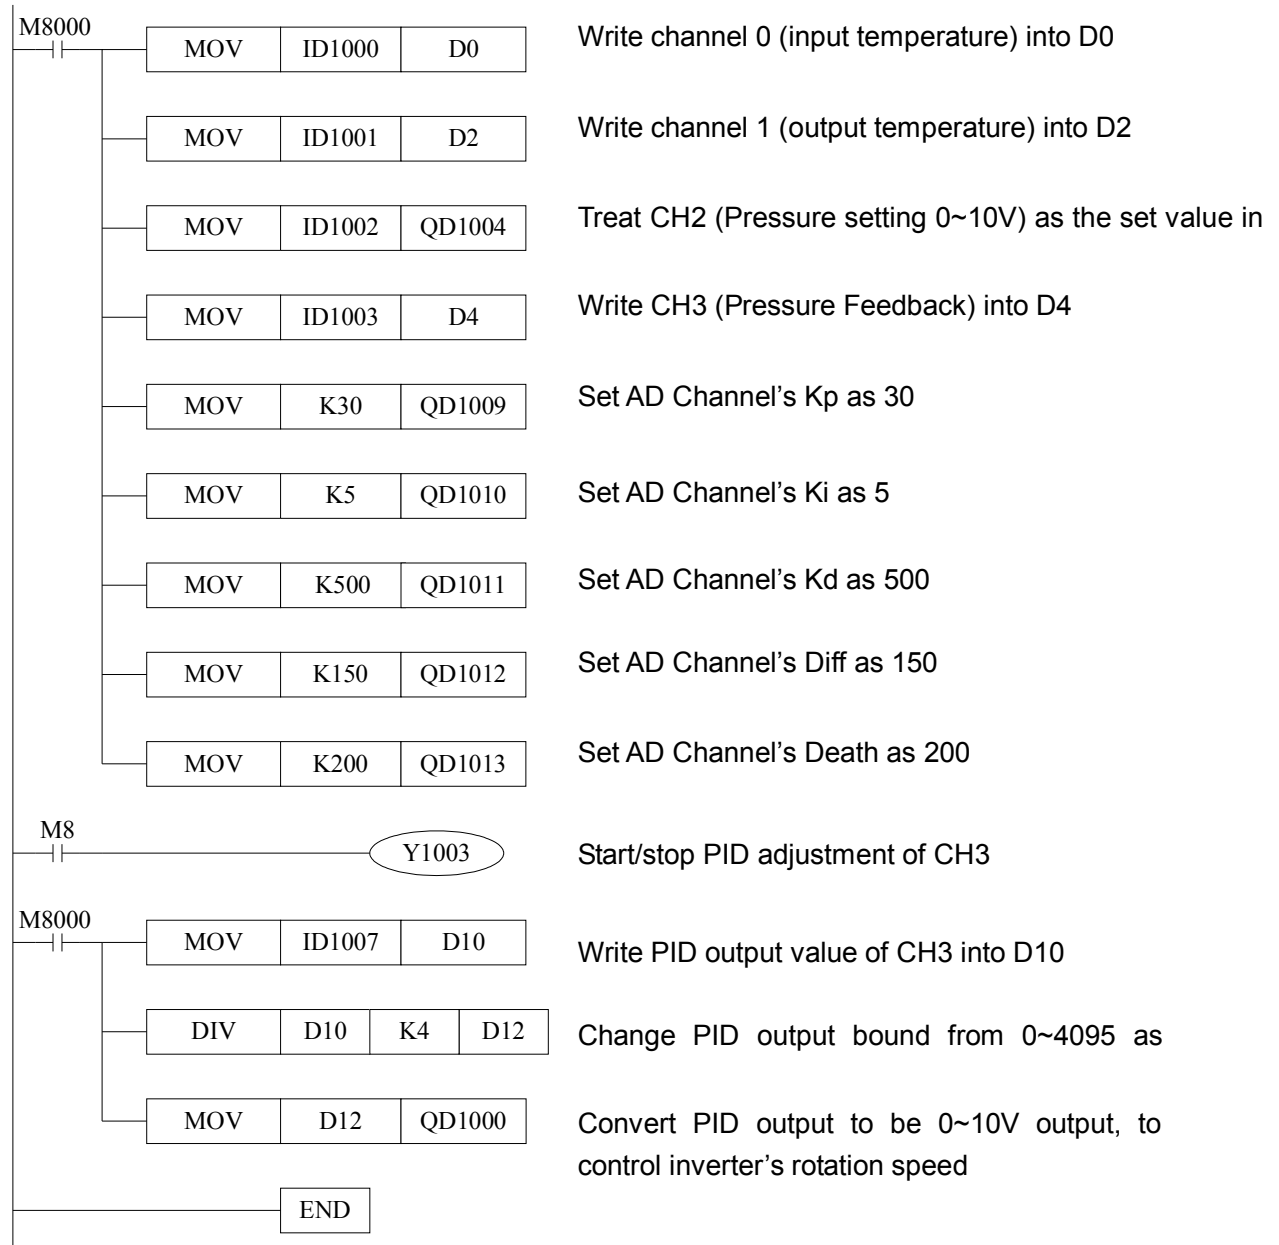 M8000
MOV ID1000 D0 Write channel 0 (input temperature) into D0
MOV ID1001 D2 Write channel 1 (output temperature) into D2
MOV ID1002 QD1004 Treat CH2 (Pressure setting 0~10V) as the set value in
MOV ID1003 D4 Write CH3 (Pressure Feedback) into D4
MOV K30 QD1009 Set AD Channel’s Kp as 30
MOV K5 QD1010 Set AD Channel’s Ki as 5
MOV K500 QD1011 Set AD Channel’s Kd as 500
MOV K150 QD1012 Set AD Channel’s Diff as 150
MOV K200 QD1013 Set AD Channel’s Death as 200
M8
Y1003 Start/stop PID adjustment of CH3
M8000
MOV ID1007 D10 Write PID output value of CH3 into D10
DIV D10 K4 D12 Change PID output bound from 0~4095 as
MOV D12 QD1000 Convert PID output to be 0~10V output, to
control inverter’s rotation speed
END